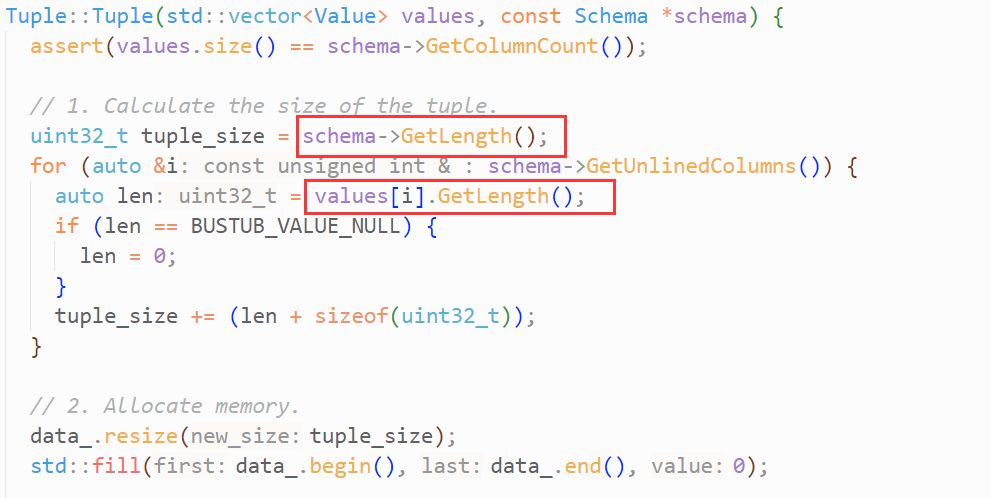 Tuple::Tuple(std::vector<Value> values, const Schema *schema) {
assert(values.size() == schema->GetColumnCount());
// 1. Calculate the size of the tuple.
uint32_t tuple_size = schema->GetLength();
for (auto &i: const unsigned int & : schema->GetUnlinedColumns()) {
auto len: uint32_t = values[i].GetLength();
if (len == BUSTUB_VALUE_NULL) {
len = 0;
}
tuple_size += (len + sizeof(uint32_t));
}
// 2. Allocate memory.
data_.resize(new_size: tuple_size);
std::fill(first: data_.begin(), last: data_.end(), value: 0);